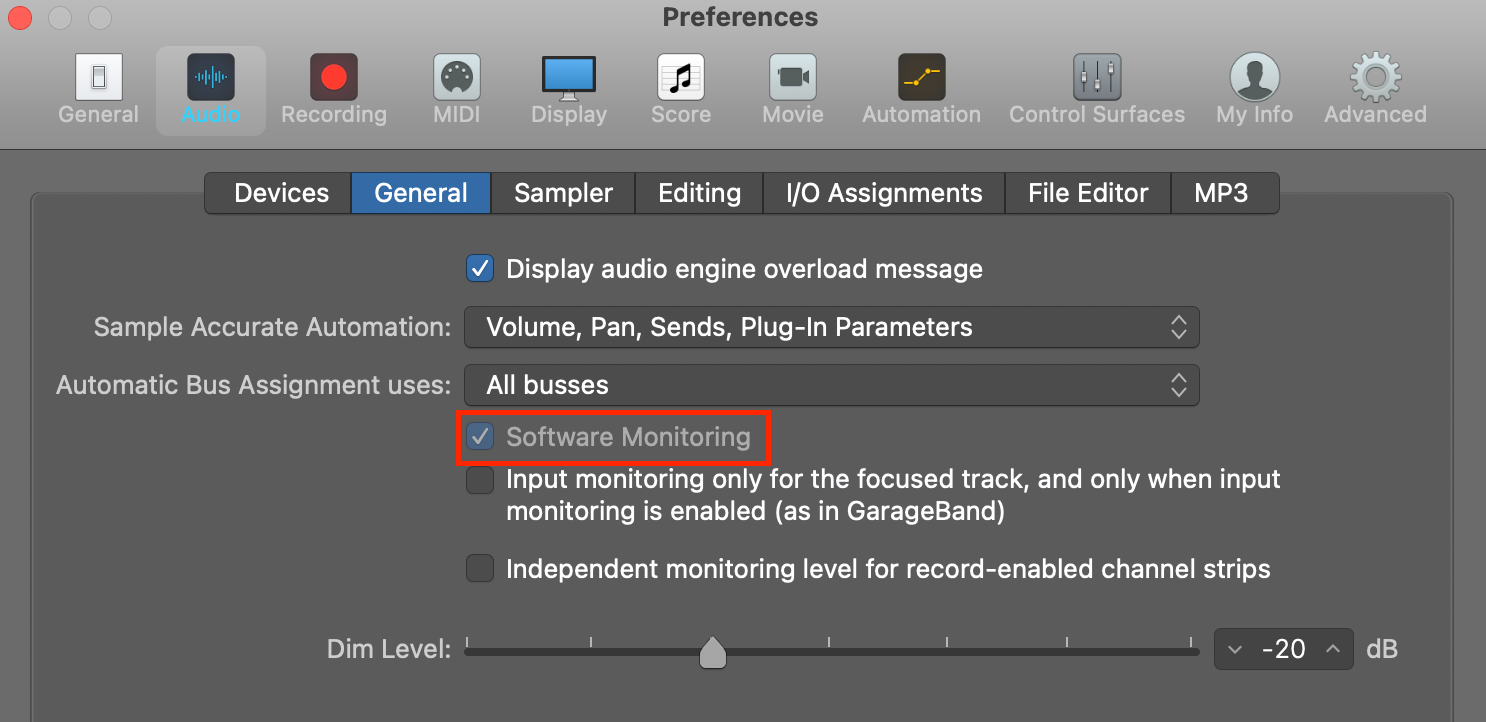 Preferences
General Audio Recording MIDI Display Score Movie Automation Control Surfaces My Info Advanced
Devices General Sampler Editing I/O Assignments File Editor MP3
Display audio engine overload message
Sample Accurate Automation: Volume, Pan, Sends, Plug-In Parameters
Automatic Bus Assignment uses: All busses
Software Monitoring
Input monitoring only for the focused track, and only when input
monitoring is enabled (as in GarageBand)
Independent monitoring level for record-enabled channel strips
Dim Level: -20 dB